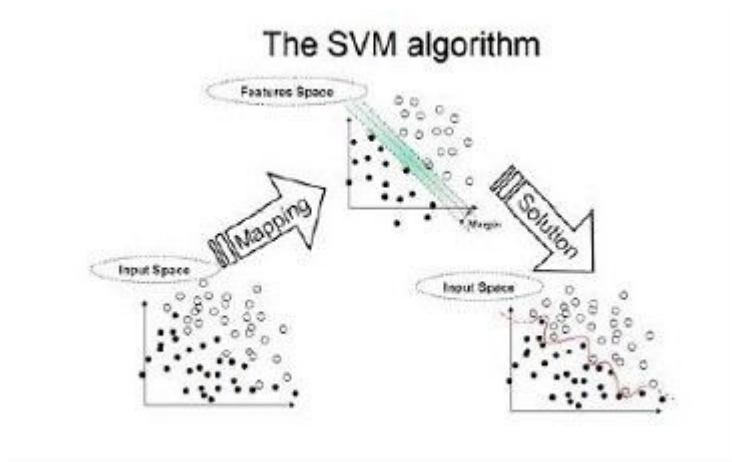 The SVM algorithm
Features Space
Margin
Mapping
Solution
Input Space
Input Space